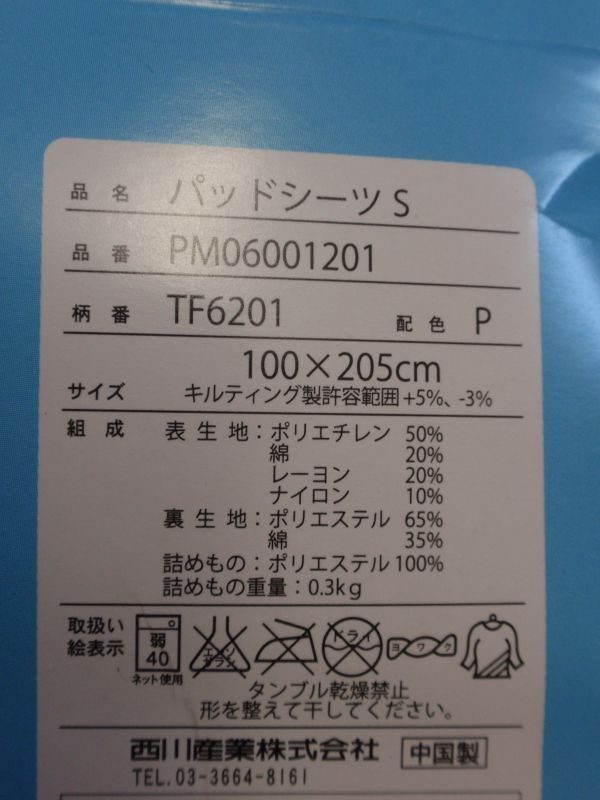 品名 パッドシーツ S
品番 PM06001201
柄番 TF6201 配色 P
サイズ 100×205cm
キルティング製許容範囲+5%、-3%
組成 表生地：ポリエチレン 50%
綿 20%
レーヨン 20%
ナイロン 10%
裏生地：ポリエステル 65%
綿 35%
詰めもの：ポリエステル 100%
詰めもの重量：0.3kg
取扱い
絵表示
弱
40
ネット使用
エンソ
サラシ
ドライ
ヨワク
タンブル乾燥禁止
形を整えて干してください。
西川産業株式会社 中国製
TEL.03-3664-8161